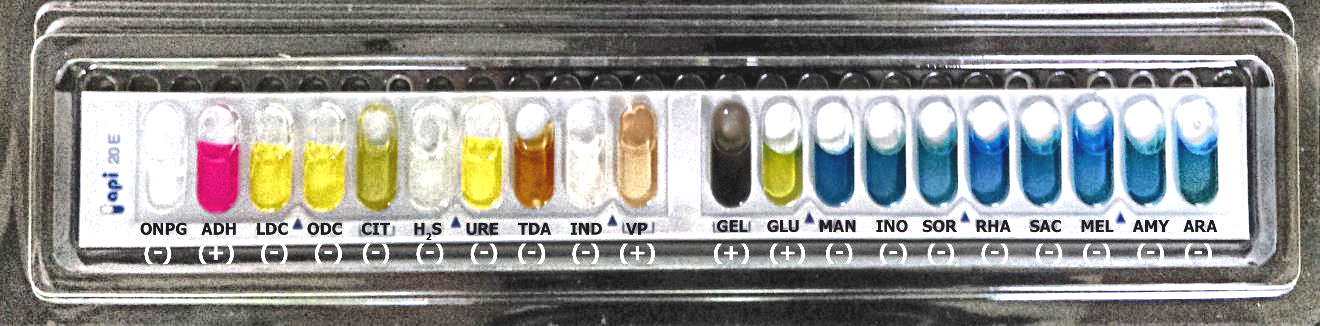 api 20 E
ONPG ADH LDC ODC CIT H₂S URE TDA IND VP GEL GLU MAN INO SOR RHA SAC MEL AMY ARA
(-) (+) (-) (-) (-) (-) (-) (-) (-) (+) (+) (+) (-) (-) (-) (-) (-) (-) (-) (-)